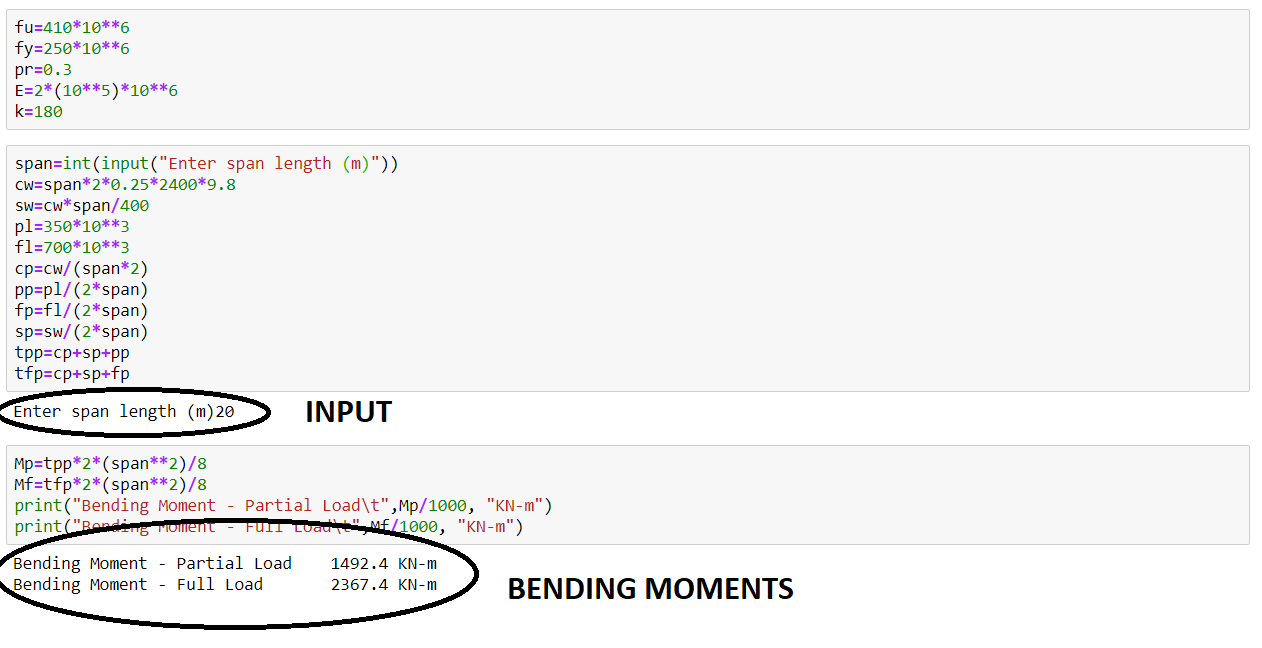 fu=410*10**6
fy=250*10**6
pr=0.3
E=2*(10**5)*10**6
k=180
span=int(input("Enter span length (m)"))
cw=span*2*0.25*2400*9.8
sw=cw*span/400
pl=350*10**3
fl=700*10**3
cp=cw/(span*2)
pp=pl/(2*span)
fp=fl/(2*span)
sp=sw/(2*span)
tpp=cp+sp+pp
tfp=cp+sp+fp
Enter span length (m)20
INPUT
Mp=tpp*2*(span**2)/8
Mf=tfp*2*(span**2)/8
print("Bending Moment - Partial Load\t",Mp/1000, "KN-m")
print("Bending Moment - Full Load\t",Mf/1000, "KN-m")
Bending Moment - Partial Load    1492.4 KN-m
Bending Moment - Full Load       2367.4 KN-m
BENDING MOMENTS